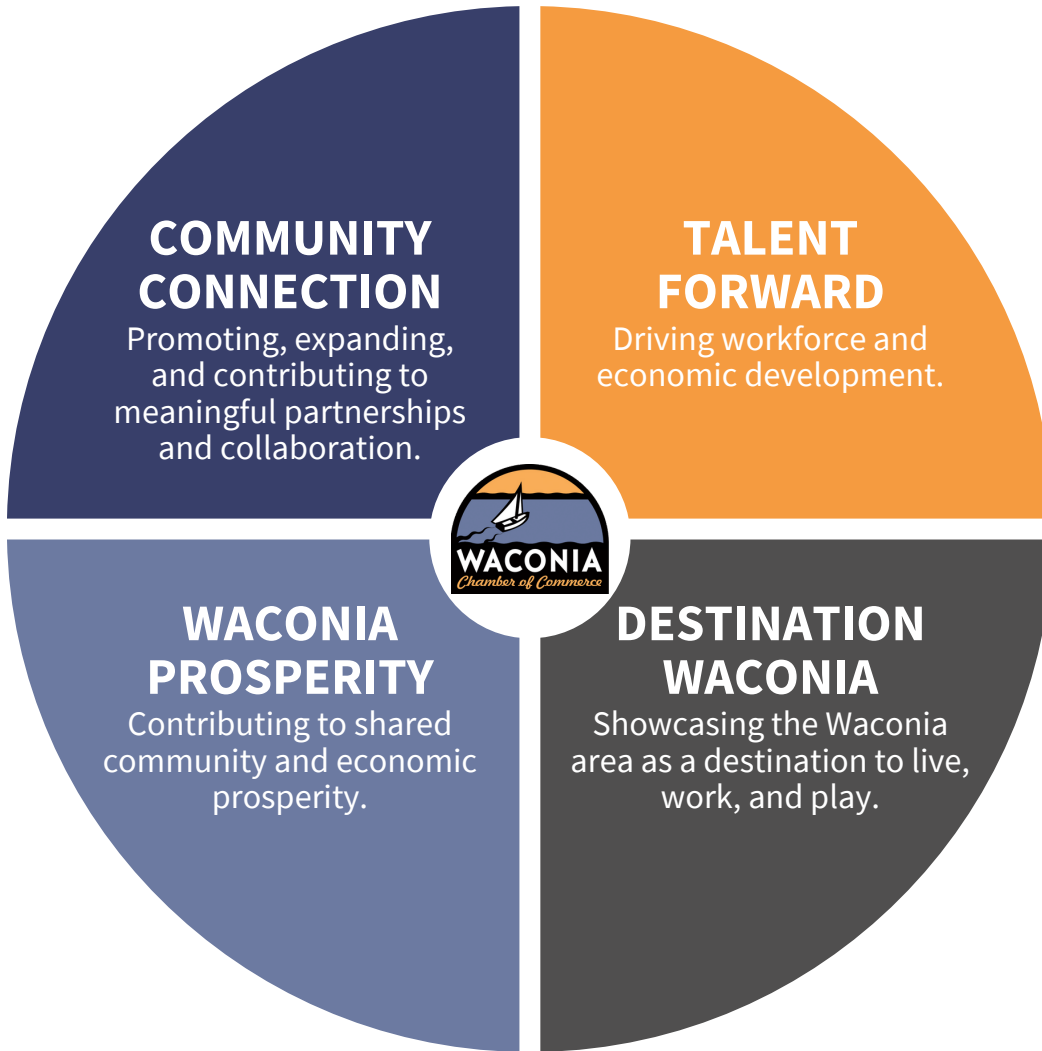 COMMUNITY
CONNECTION
Promoting, expanding,
and contributing to
meaningful partnerships
and collaboration.
TALENT
FORWARD
Driving workforce and
economic development.
WACONIA
Chamber of Commerce
WACONIA
PROSPERITY
Contributing to shared
community and economic
prosperity.
DESTINATION
WACONIA
Showcasing the Waconia
area as a destination to live,
work, and play.